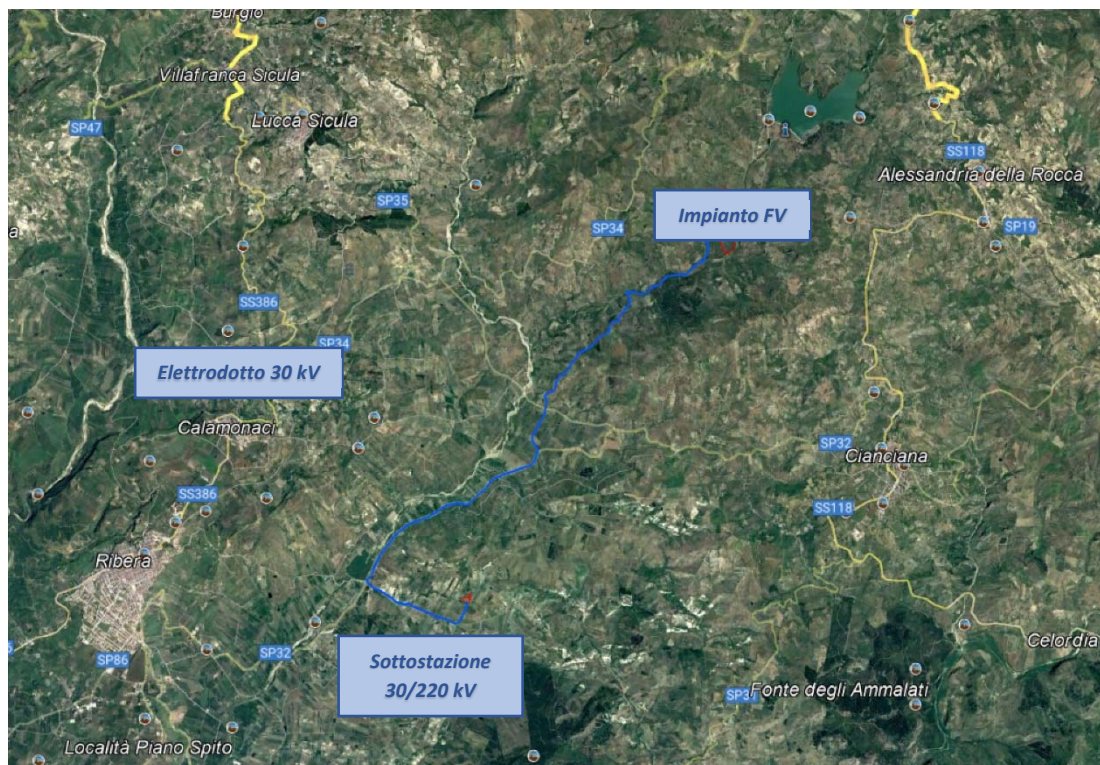 Burgio
Villafranca Sicula
SP47
Lucca Sicula
SS118
Alessandria della Rocca
SP35
Impianto FV
SP34
SP19
a
SS386
SP34
Elettrodotto 30 kV
Calamonaci
SP32
Cianciana
SS386
SS118
Ribera
Celordia
SP32
SP86
Sottostazione
30/220 kV
Fonte degli Ammalati
Località Piano Spito